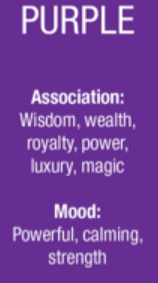 PURPLE
Association:
Wisdom, wealth,
royalty, power,
luxury, magic
Mood:
Powerful, calming,
strength